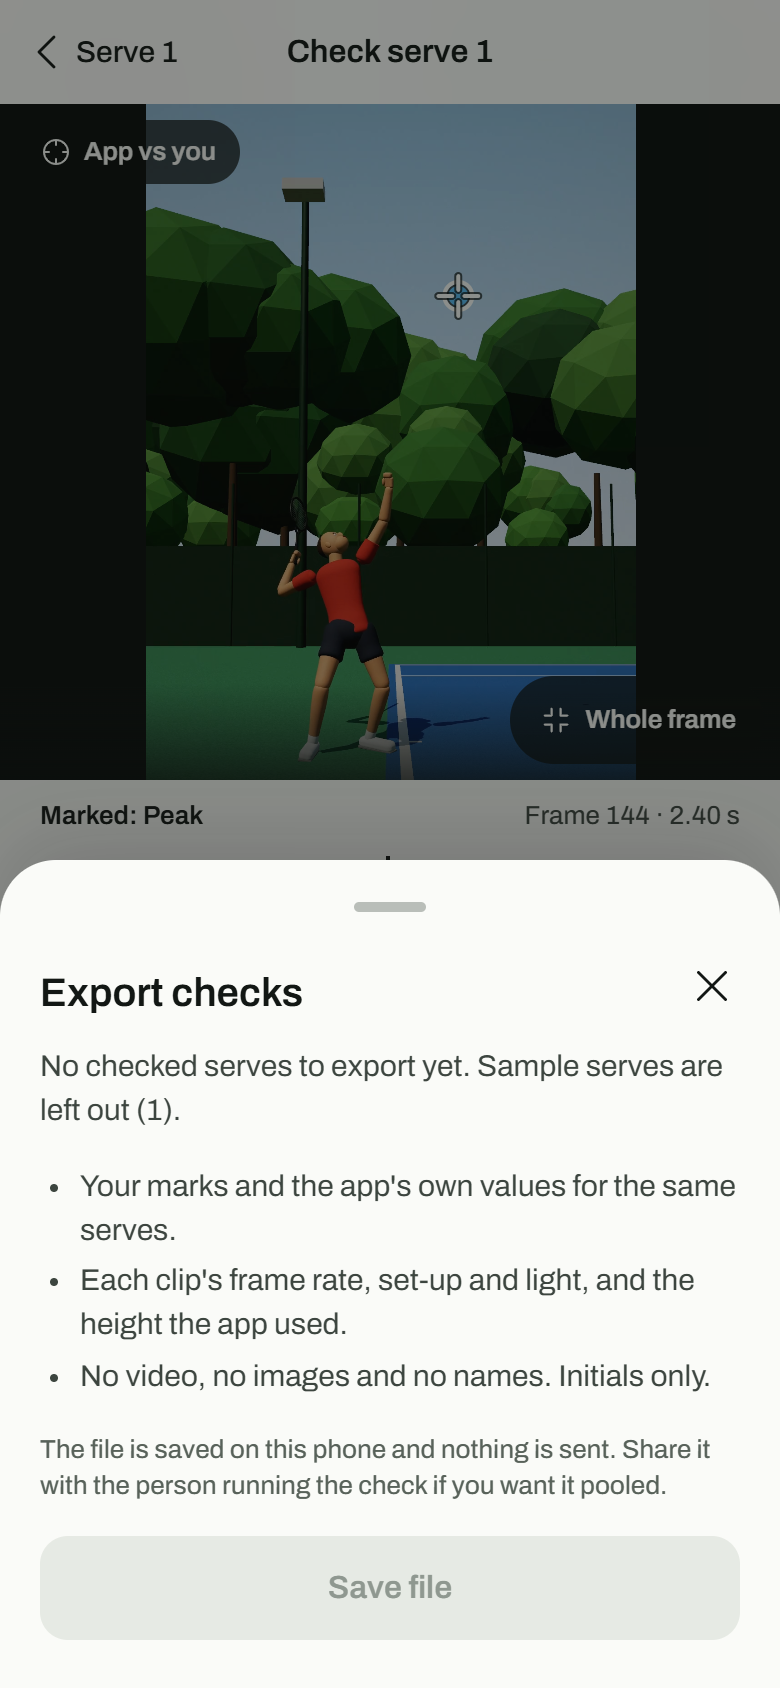 Serve 1
Check serve 1
App vs you
Whole frame
Marked: Peak
Frame 144 · 2.40 s
Export checks
No checked serves to export yet. Sample serves are
left out (1).
• Your marks and the app's own values for the same
serves.
• Each clip's frame rate, set-up and light, and the
height the app used.
• No video, no images and no names. Initials only.
The file is saved on this phone and nothing is sent. Share it
with the person running the check if you want it pooled.
Save file